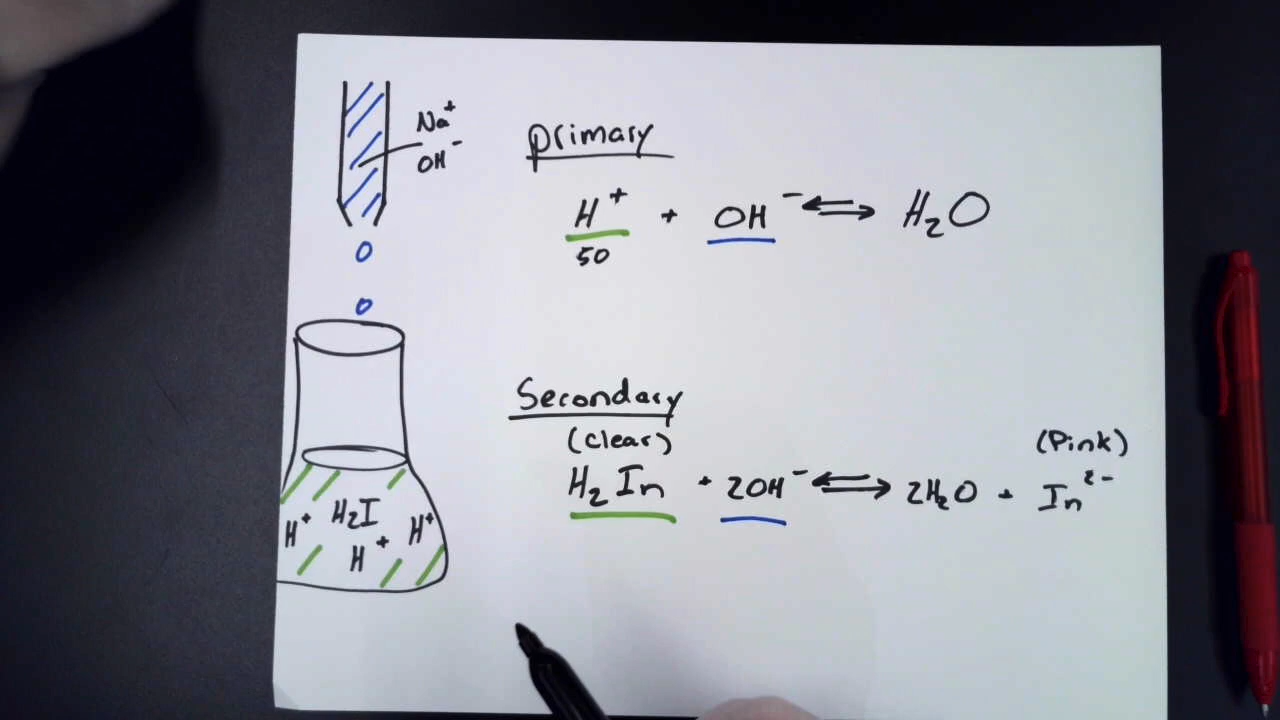 Na⁺
OH⁻
primary
H⁺ + OH⁻ ⇌ H₂O
50
Secondary
(Clear) (Pink)
H₂In + 2OH⁻ ⇌ 2H₂O + In²⁻
H⁺ H₂I H⁺
H⁺